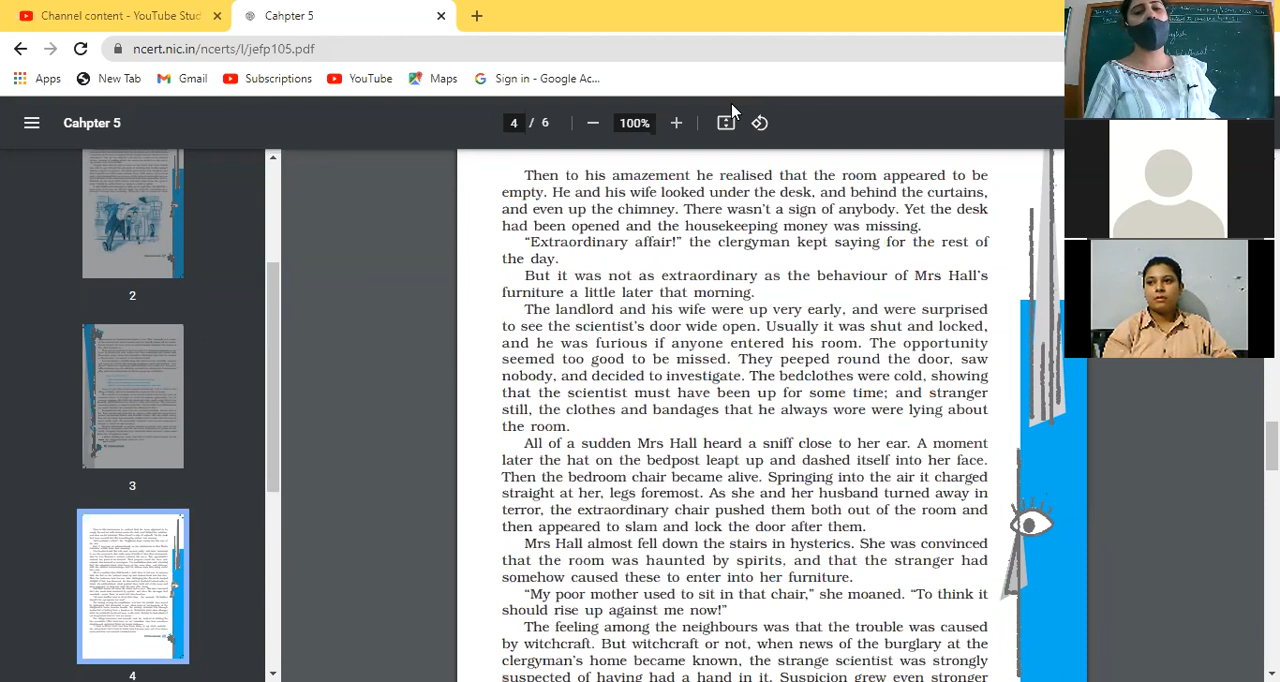 Channel content - YouTube Stud
Cahpter 5
ncert.nic.in/ncerts/l/jefp105.pdf
Apps New Tab Gmail Subscriptions YouTube Maps Sign in - Google Ac...
Cahpter 5
4 / 6 100%
Then to his amazement he realised that the room appeared to be
empty. He and his wife looked under the desk, and behind the curtains,
and even up the chimney. There wasn't a sign of anybody. Yet the desk
had been opened and the housekeeping money was missing.
"Extraordinary affair!" the clergyman kept saying for the rest of
the day.
But it was not as extraordinary as the behaviour of Mrs Hall's
furniture a little later that morning.
The landlord and his wife were up very early, and were surprised
to see the scientist's door wide open. Usually it was shut and locked,
and he was furious if anyone entered his room. The opportunity
seemed too good to be missed. They peeped round the door, saw
nobody, and decided to investigate. The bedclothes were cold, showing
that the scientist must have been up for some time; and stranger
still, the clothes and bandages that he always wore were lying about
the room.
All of a sudden Mrs Hall heard a sniff close to her ear. A moment
later the hat on the bedpost leapt up and dashed itself into her face.
Then the bedroom chair became alive. Springing into the air it charged
straight at her, legs foremost. As she and her husband turned away in
terror, the extraordinary chair pushed them both out of the room and
then appeared to slam and lock the door after them.
Mrs Hall almost fell down the stairs in hysterics. She was convinced
that the room was haunted by spirits, and that the stranger had
somehow caused these to enter into her furniture.
"My poor mother used to sit in that chair," she moaned. "To think it
should rise up against me now!"
The feeling among the neighbours was that the trouble was caused
by witchcraft. But witchcraft or not, when news of the burglary at the
clergyman's home became known, the strange scientist was strongly
suspected of having had a hand in it. Suspicion grew even stronger
2
3
4